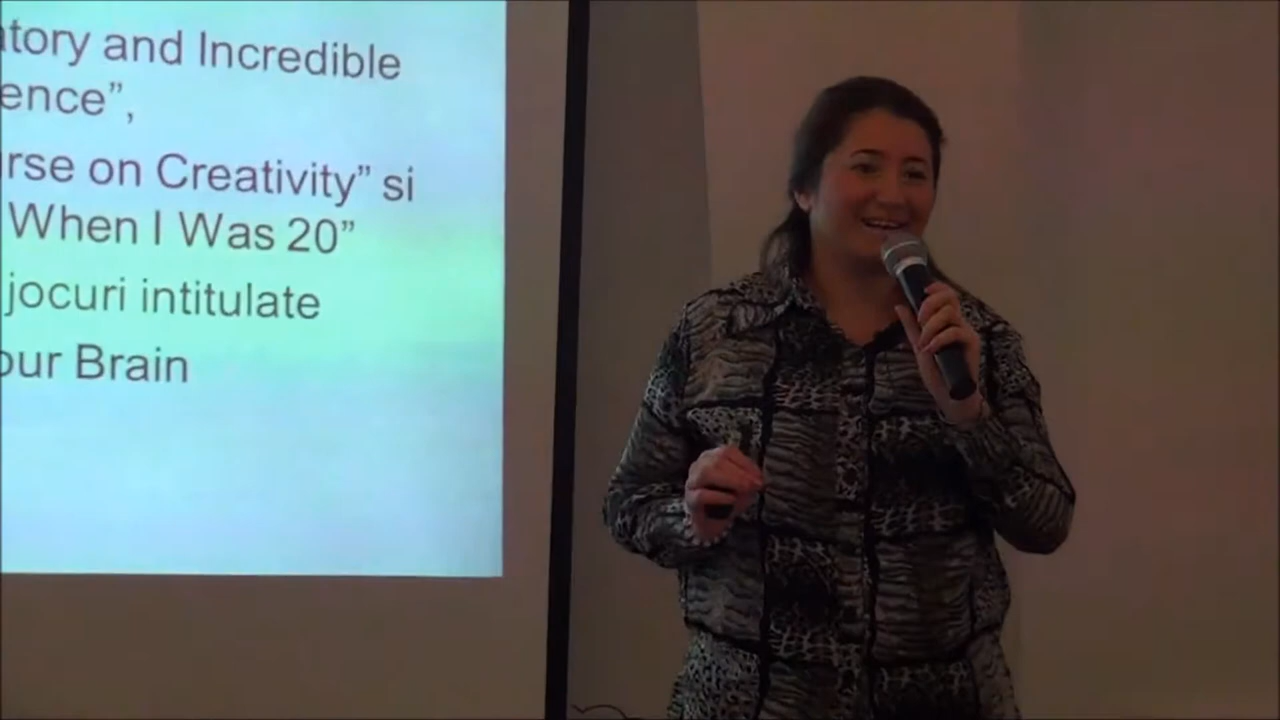 atory and Incredible
ence”,
rse on Creativity” si
When I Was 20”
jocuri intitulate
our Brain